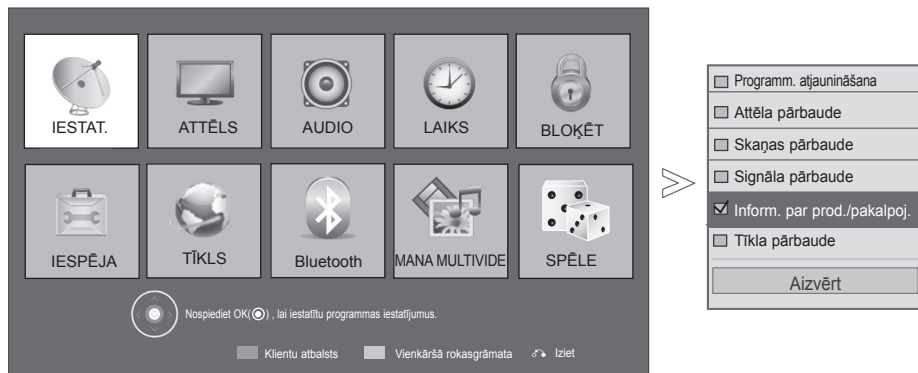 IESTAT.
ATTĒLS
AUDIO
LAIKS
BLOĶĒT
IESPĒJA
TĪKLS
Bluetooth
MANA MULTIVIDE
SPĒLE
Nospiediet OK( ) , lai iestatītu programmas iestatījumus.
Klientu atbalsts
Vienkāršā rokasgrāmata
Iziet
Programm. atjaunināšana
Attēla pārbaude
Skaņas pārbaude
Signāla pārbaude
Inform. par prod./pakalpoj.
Tīkla pārbaude
Aizvērt